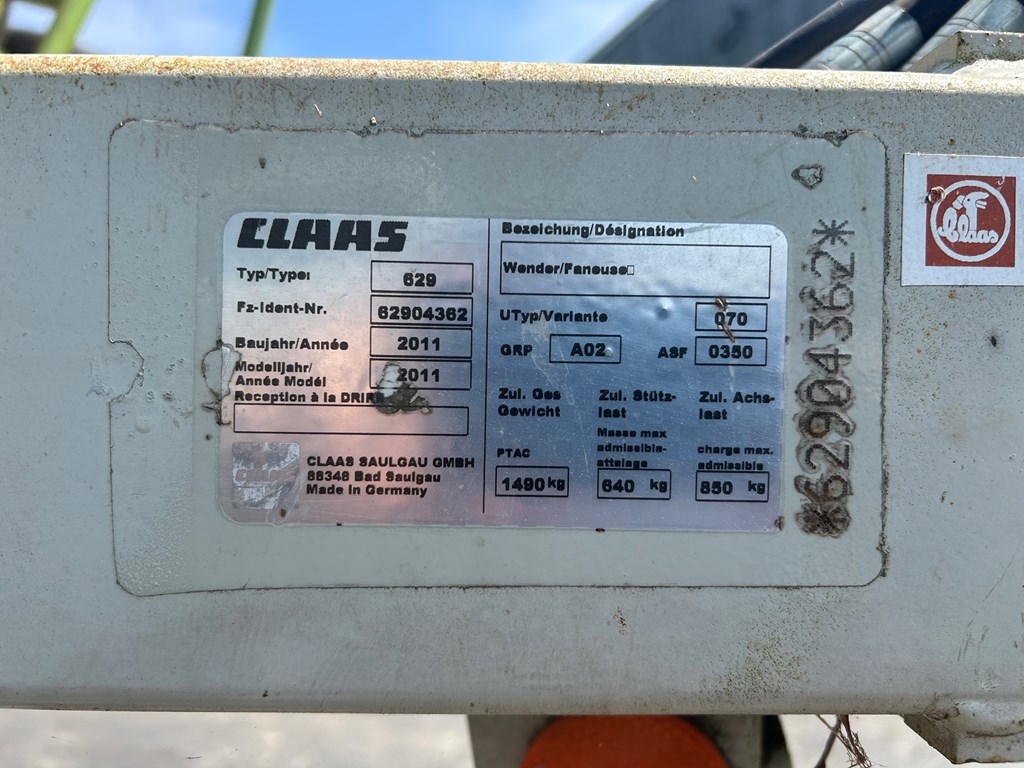 CLAAS
Typ/Type: 629
Fz-Ident-Nr. 62904362
Baujahr/Année 2011
Modelljahr/
Année Modél 2011
Reception à la
CLAAS SAULGAU GMBH
88348 Bad Saulgau
Made in Germany
Bezeichung/Désignation
Wender/Faneuse
UTyp/Variante 070
GRP A02 ASF 0350
Zul. Ges Gewicht
PTAC
1490 kg
Zul. Stütz-
last
Masse max
admissible-
attelage
640 kg
Zul. Achs-
last
charge max.
admissible
850 kg
*62904362*
Claas